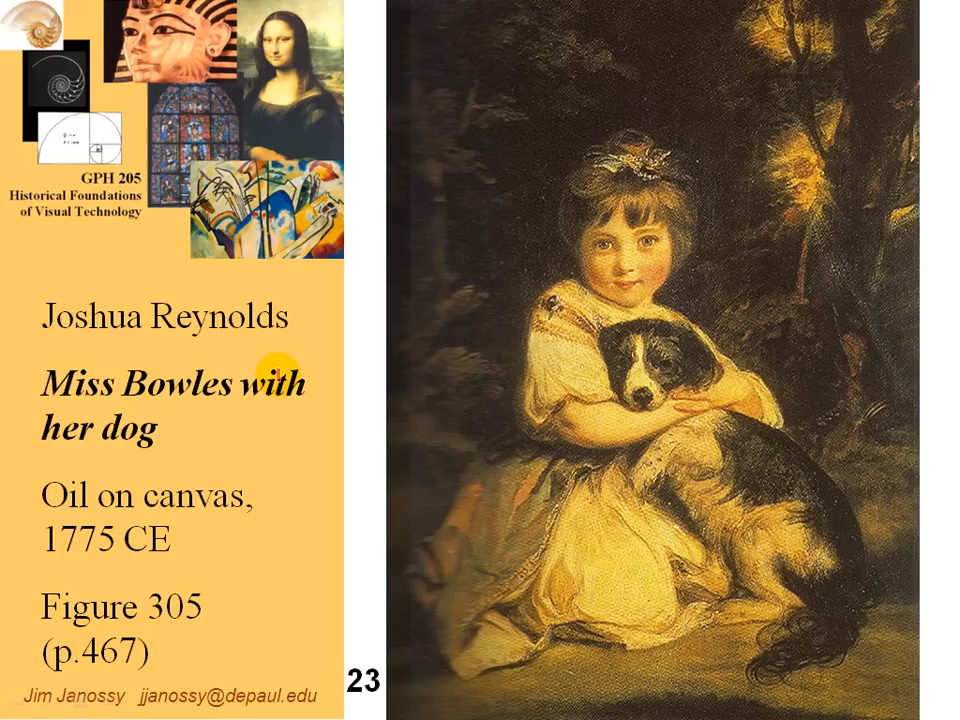 GPH 205
Historical Foundations
of Visual Technology
Joshua Reynolds
Miss Bowles with
her dog
Oil on canvas,
1775 CE
Figure 305
(p.467)
Jim Janossy jjanossy@depaul.edu
23